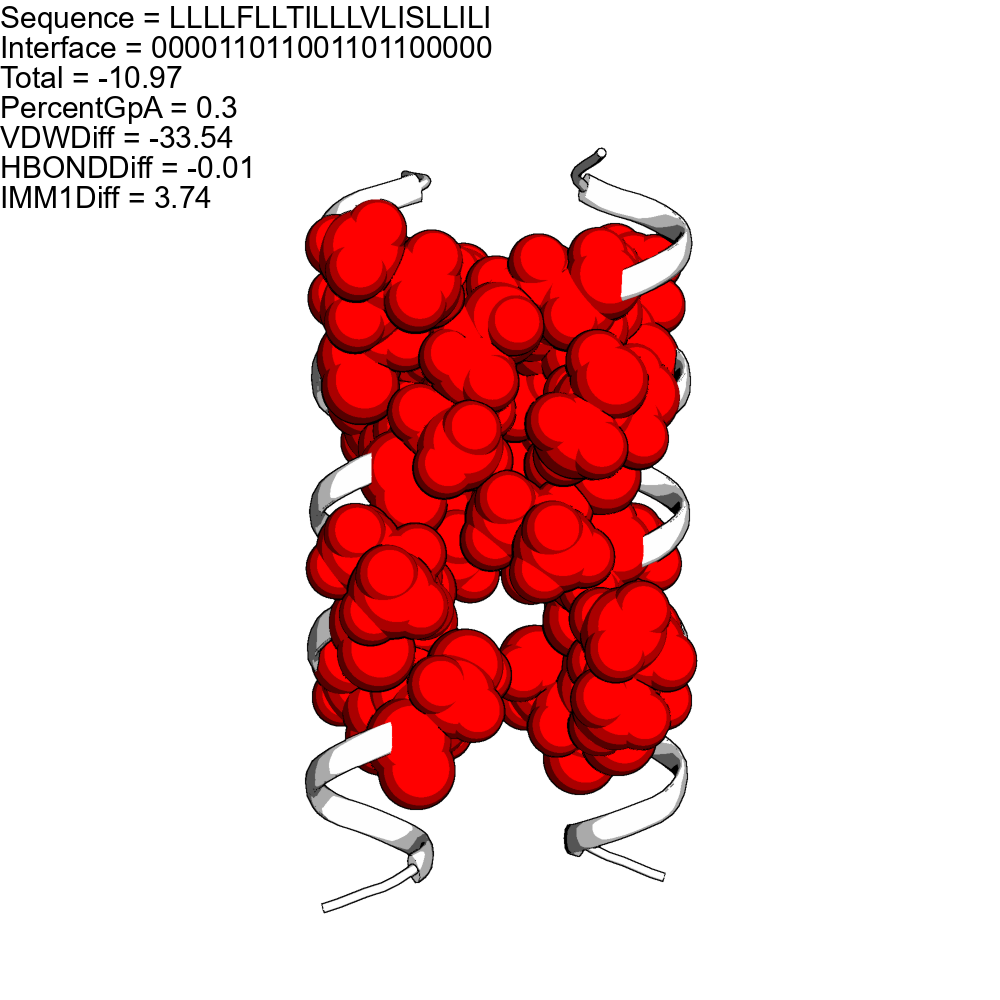 Sequence = LLLLFLLTILLLVLISLLILI
Interface = 000011011001101100000
Total = -10.97
PercentGpA = 0.3
VDWDiff = -33.54
HBONDDiff = -0.01
IMM1Diff = 3.74